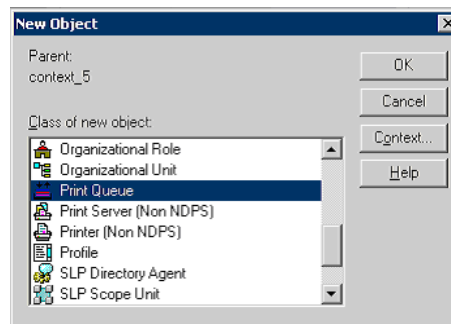 New Object
Parent:
context_5
Class of new object:
Organizational Role
Organizational Unit
Print Queue
Print Server (Non NDPS)
Printer (Non NDPS)
Profile
SLP Directory Agent
SLP Scope Unit
OK
Cancel
Context...
Help